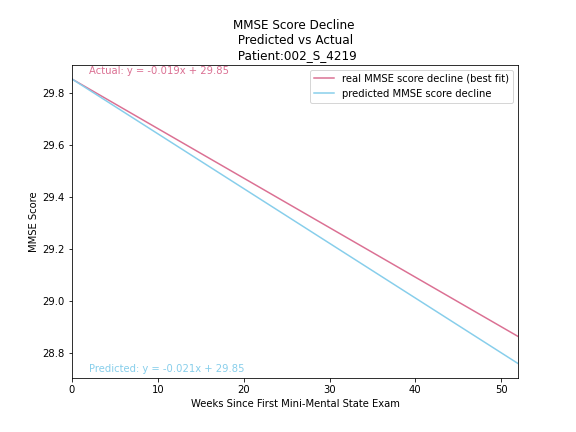 MMSE Score Decline
Predicted vs Actual
Patient:002_S_4219
Actual: y = -0.019x + 29.85
real MMSE score decline (best fit)
predicted MMSE score decline
29.8
29.6
29.4
29.2
29.0
28.8
MMSE Score
Predicted: y = -0.021x + 29.85
0 10 20 30 40 50
Weeks Since First Mini-Mental State Exam